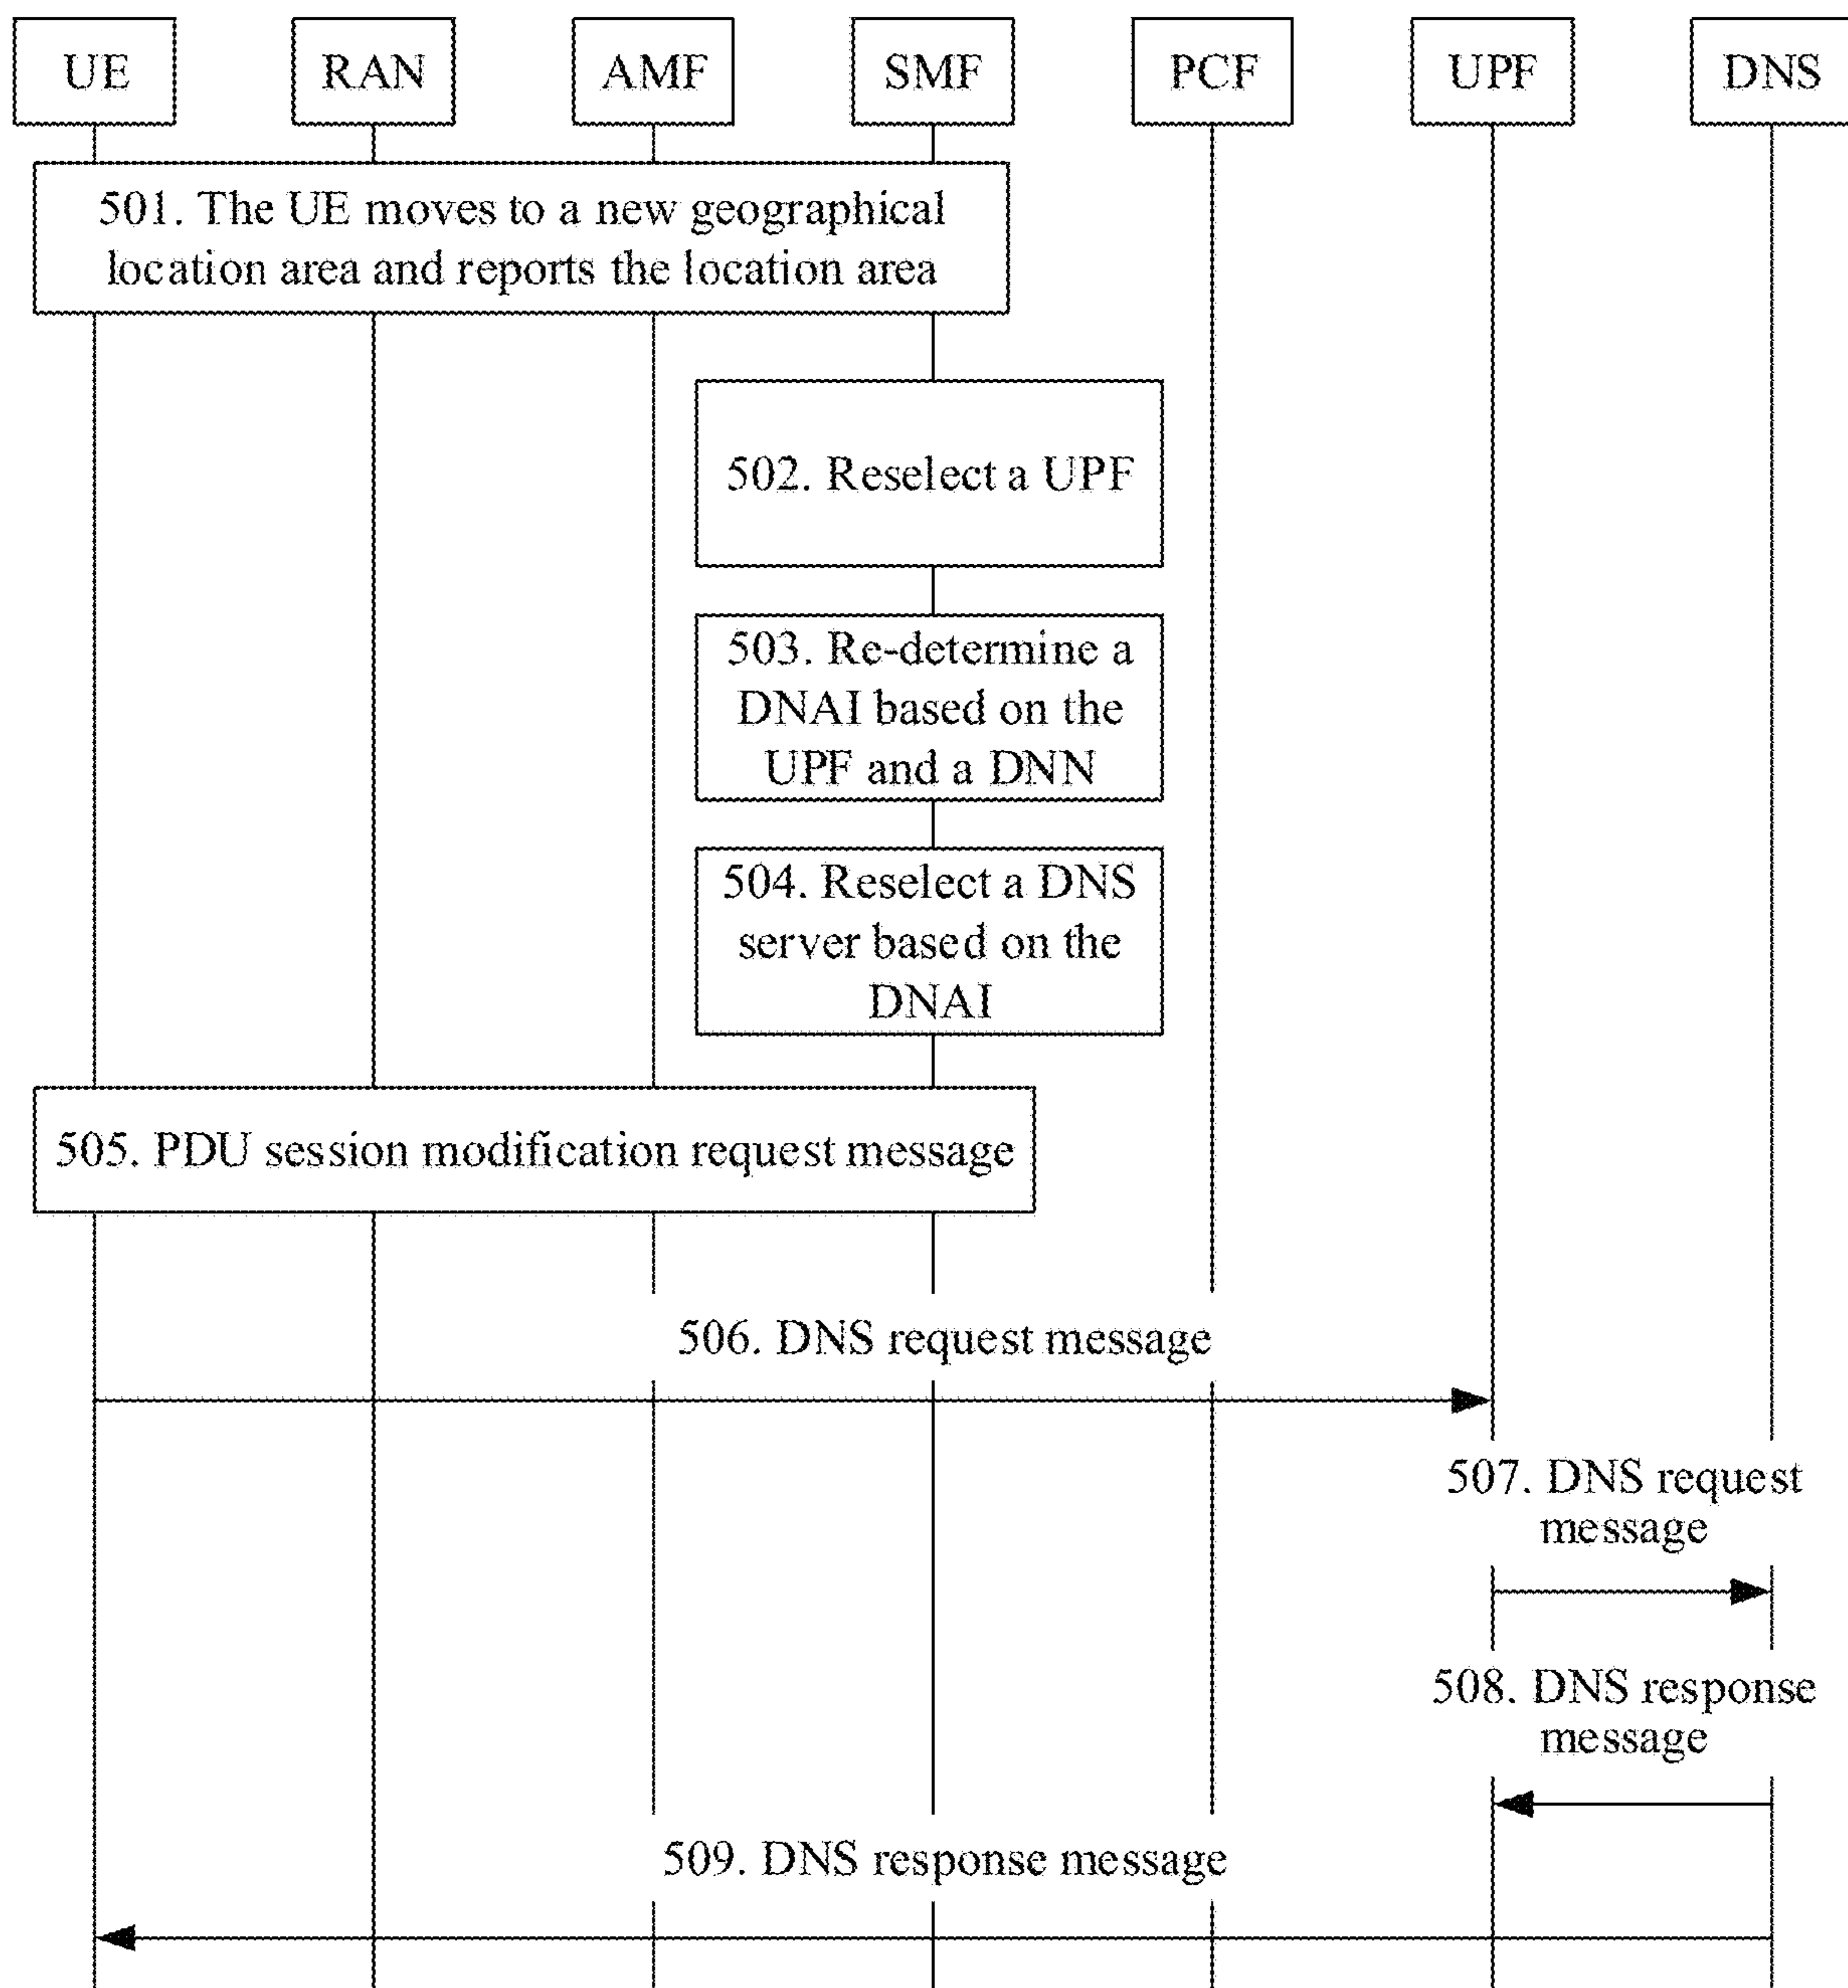 UE
RAN
AMF
SMF
PCF
UPF
DNS
501. The UE moves to a new geographical
location area and reports the location area
502. Reselect a UPF
503. Re-determine a
DNAI based on the
UPF and a DNN
504. Reselect a DNS
server based on the
DNAI
505. PDU session modification request message
506. DNS request message
507. DNS request
message
508. DNS response
message
509. DNS response message